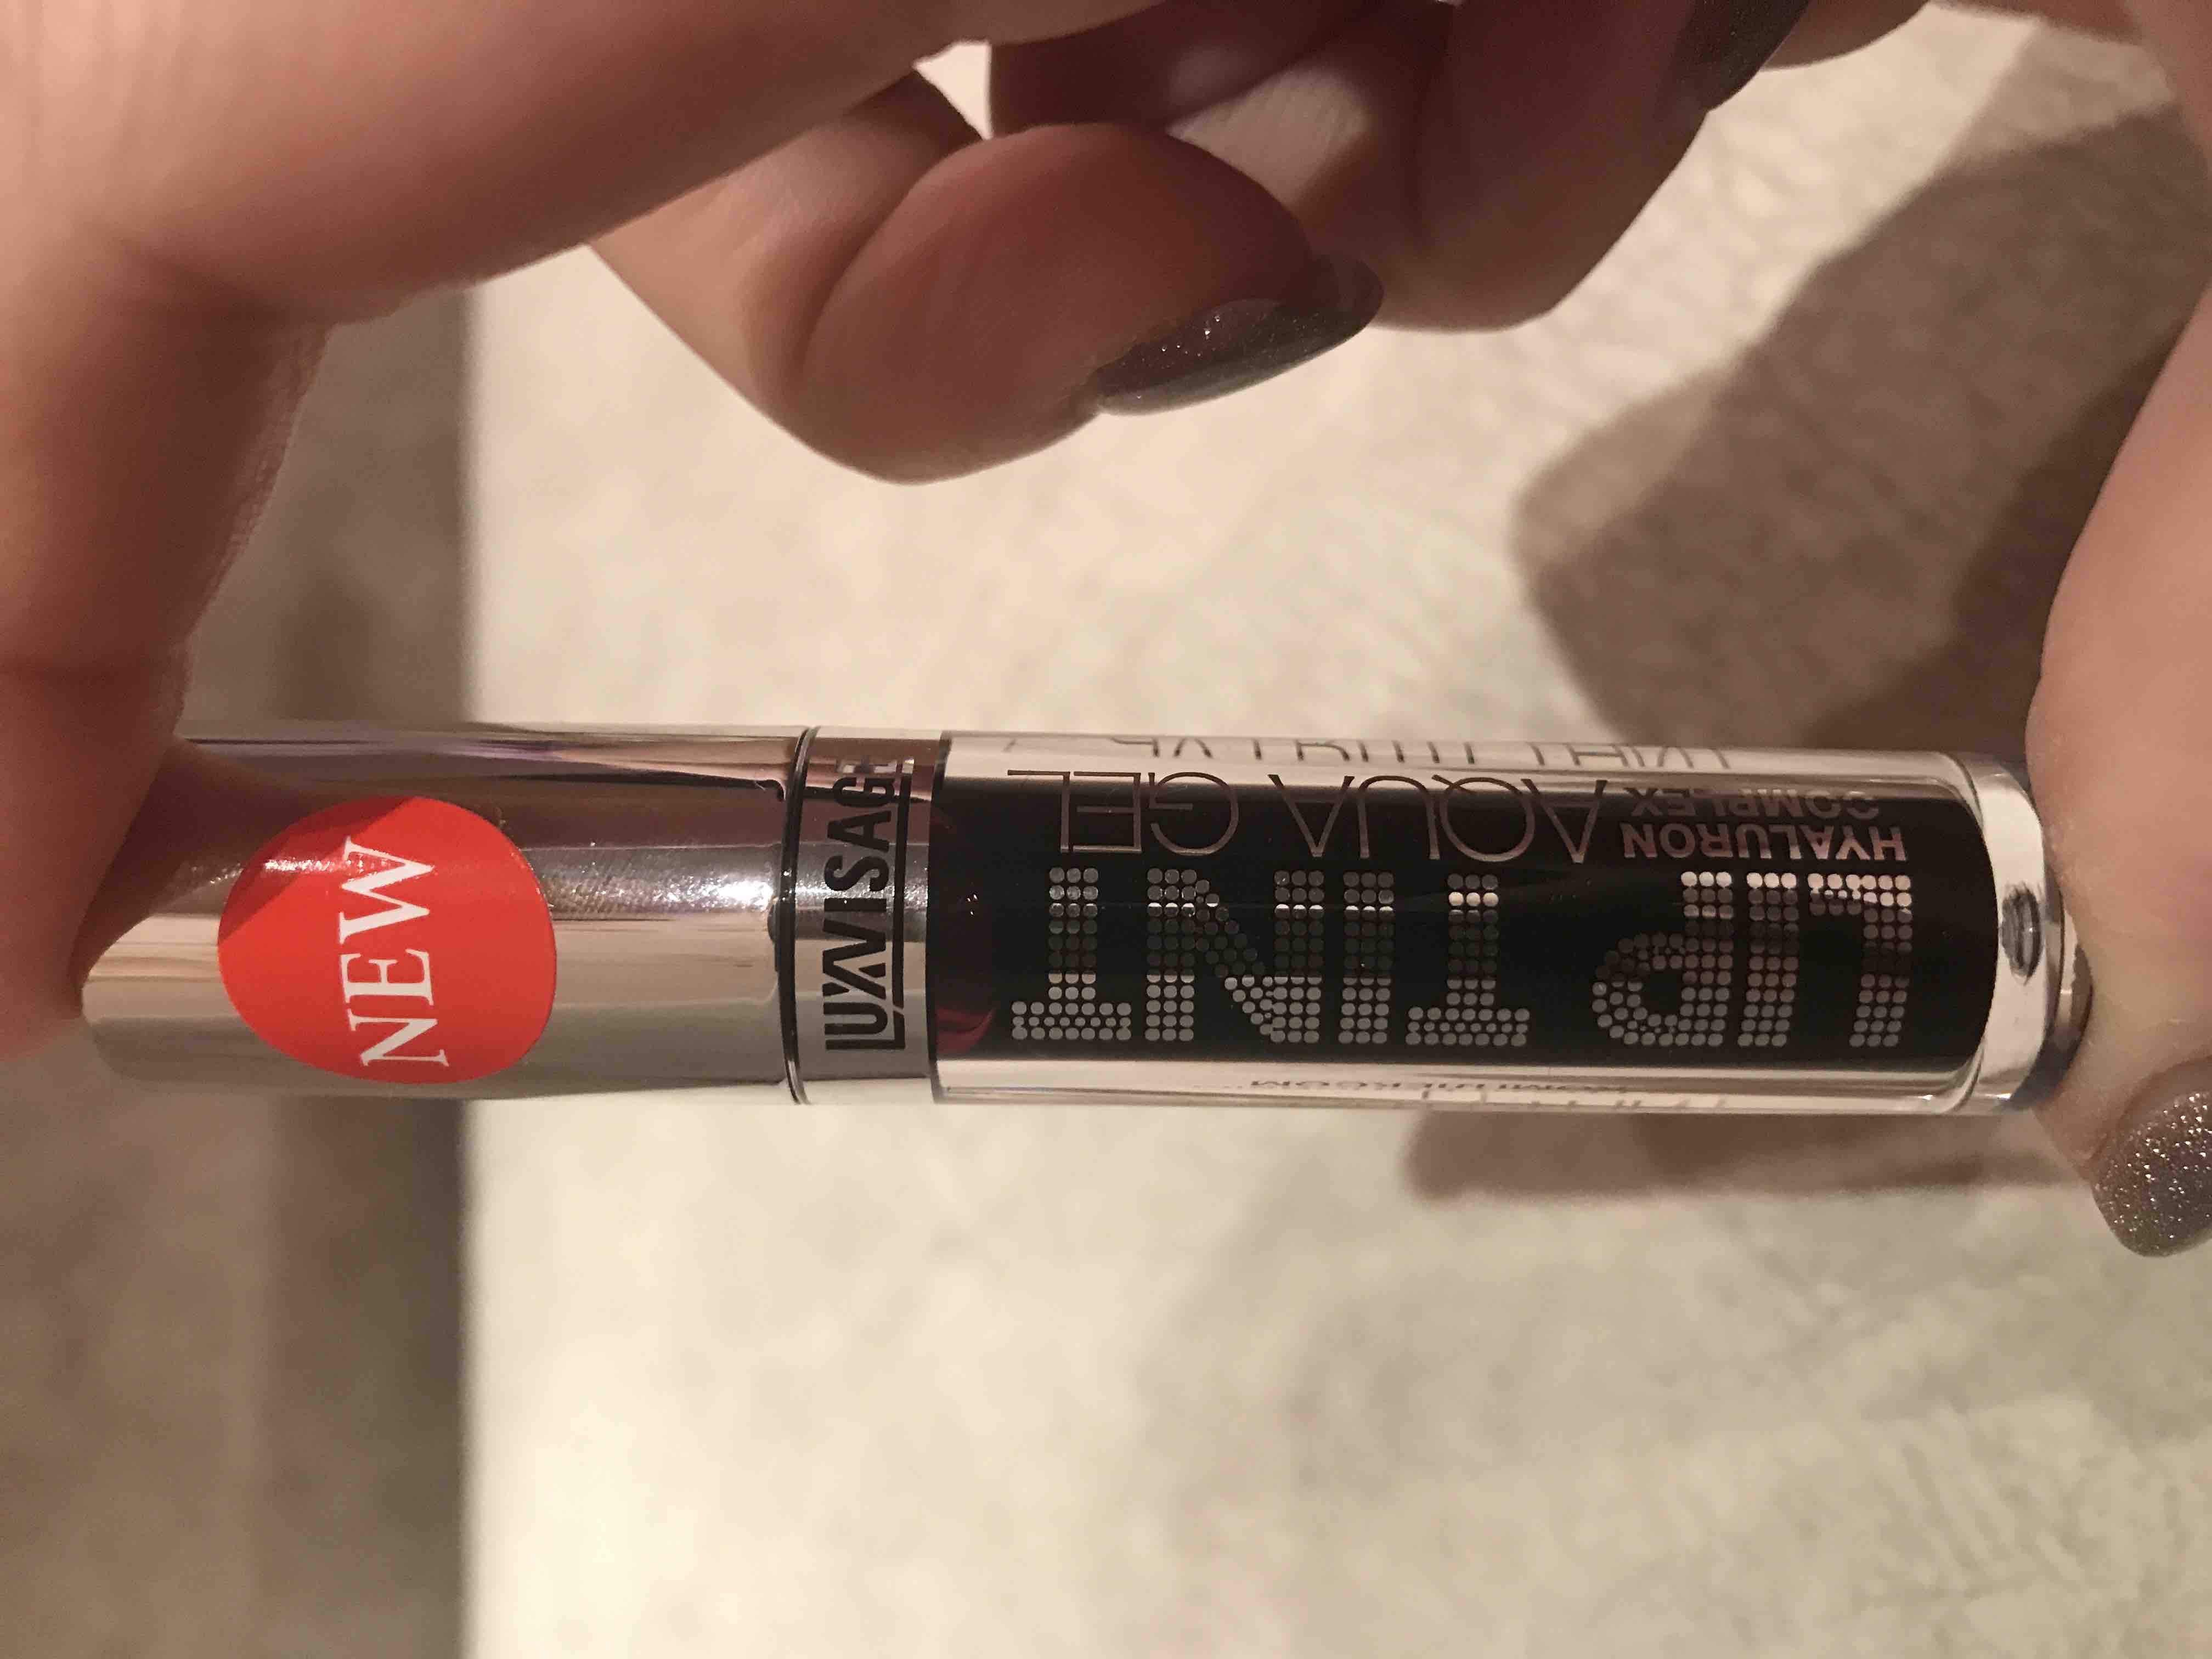 NEW
LUXVISAGE
LIP TINT
AQUA GEL
HYALURON
COMPLEX